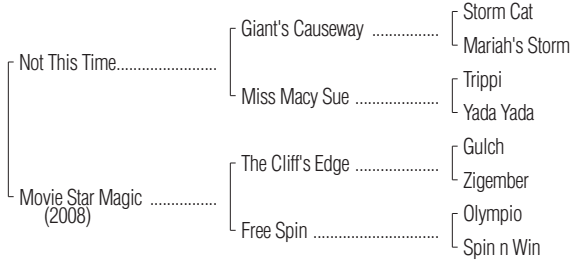 Storm Cat
Giant's Causeway ..................
Mariah's Storm
Not This Time........................
Trippi
Miss Macy Sue ......................
Yada Yada
Gulch
The Cliff's Edge ......................
Zigember
Movie Star Magic ................
(2008)
Olympio
Free Spin .................................
Spin n Win